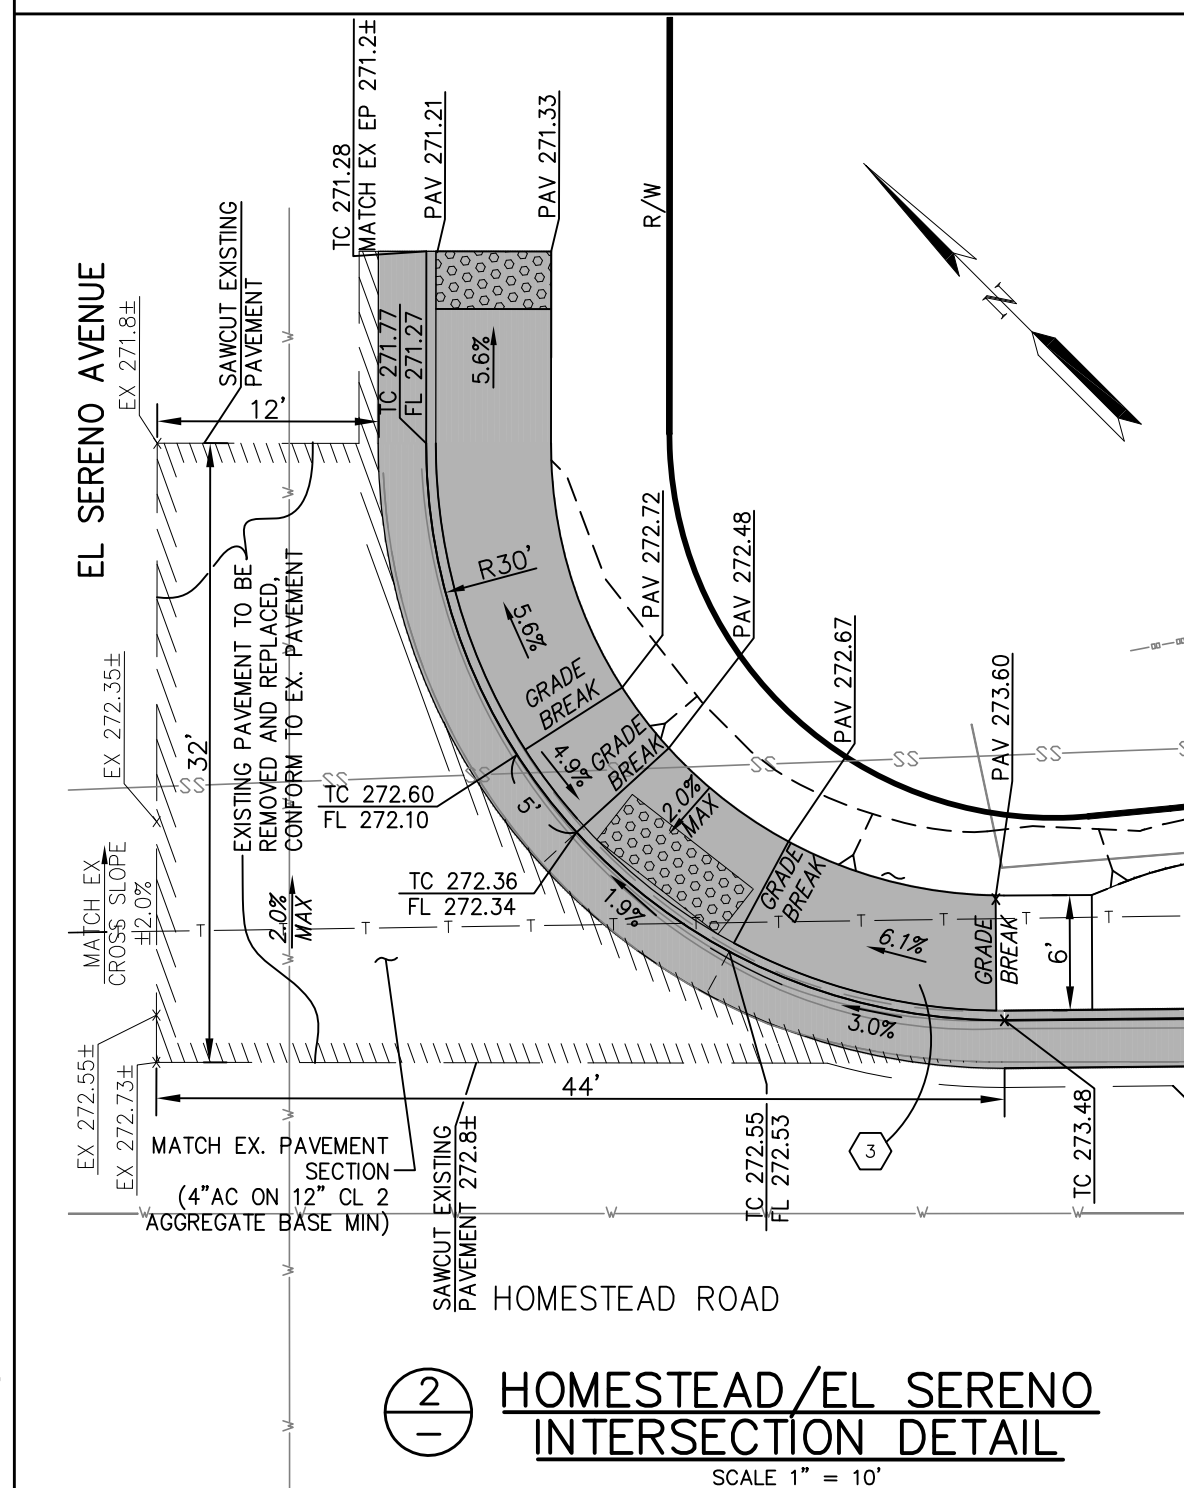 TC 271.28
MATCH EX EP 271.2±
PAV 271.21
PAV 271.33
R/W
N
EL SERENO AVENUE
EX 271.8±
SAWCUT EXISTING
PAVEMENT
12'
TC 271.77
FL 271.27
5.6%
R30'
5.6%
GRADE
BREAK
PAV 272.72
PAV 272.48
PAV 272.67
PAV 273.60
EX 272.35±
32'
EXISTING PAVEMENT TO BE
REMOVED AND REPLACED,
CONFORM TO EX. PAVEMENT
4.9%
GRADE
BREAK
5'
2.0%
MAX
TC 272.60
FL 272.10
TC 272.36
FL 272.34
1.9%
GRADE
BREAK
6.1%
GRADE
BREAK
6'
3.0%
MATCH EX
CROSS SLOPE
±2.0%
2.0%
MAX
SS
SS
SS
SS
SS
SS
T
T
T
T
T
T
T
T
T
T
T
T
W
W
W
W
W
W
W
W
W
W
W
W
W
W
EX 272.55±
EX 272.73±
44'
MATCH EX. PAVEMENT
SECTION
(4"AC ON 12" CL 2
AGGREGATE BASE MIN)
SAWCUT EXISTING
PAVEMENT 272.8±
TC 272.55
FL 272.53
3
TC 273.48
HOMESTEAD ROAD
2
–
HOMESTEAD/EL SERENO
INTERSECTION DETAIL
SCALE 1" = 10'